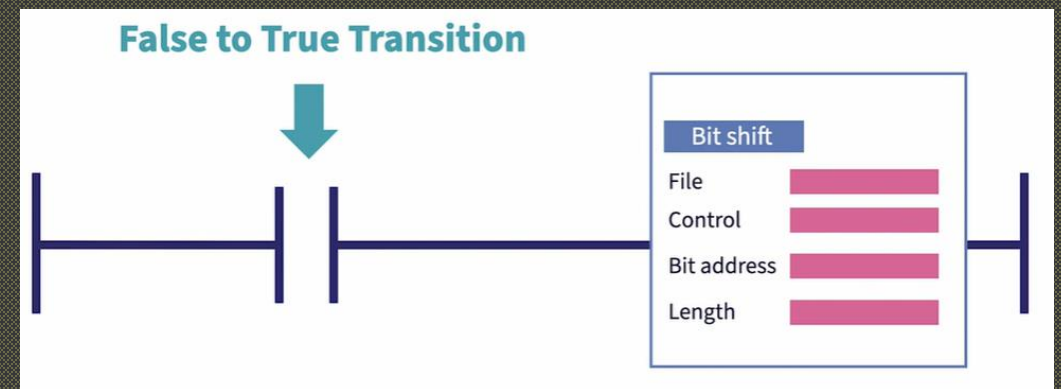 False to True Transition
Bit shift
File
Control
Bit address
Length